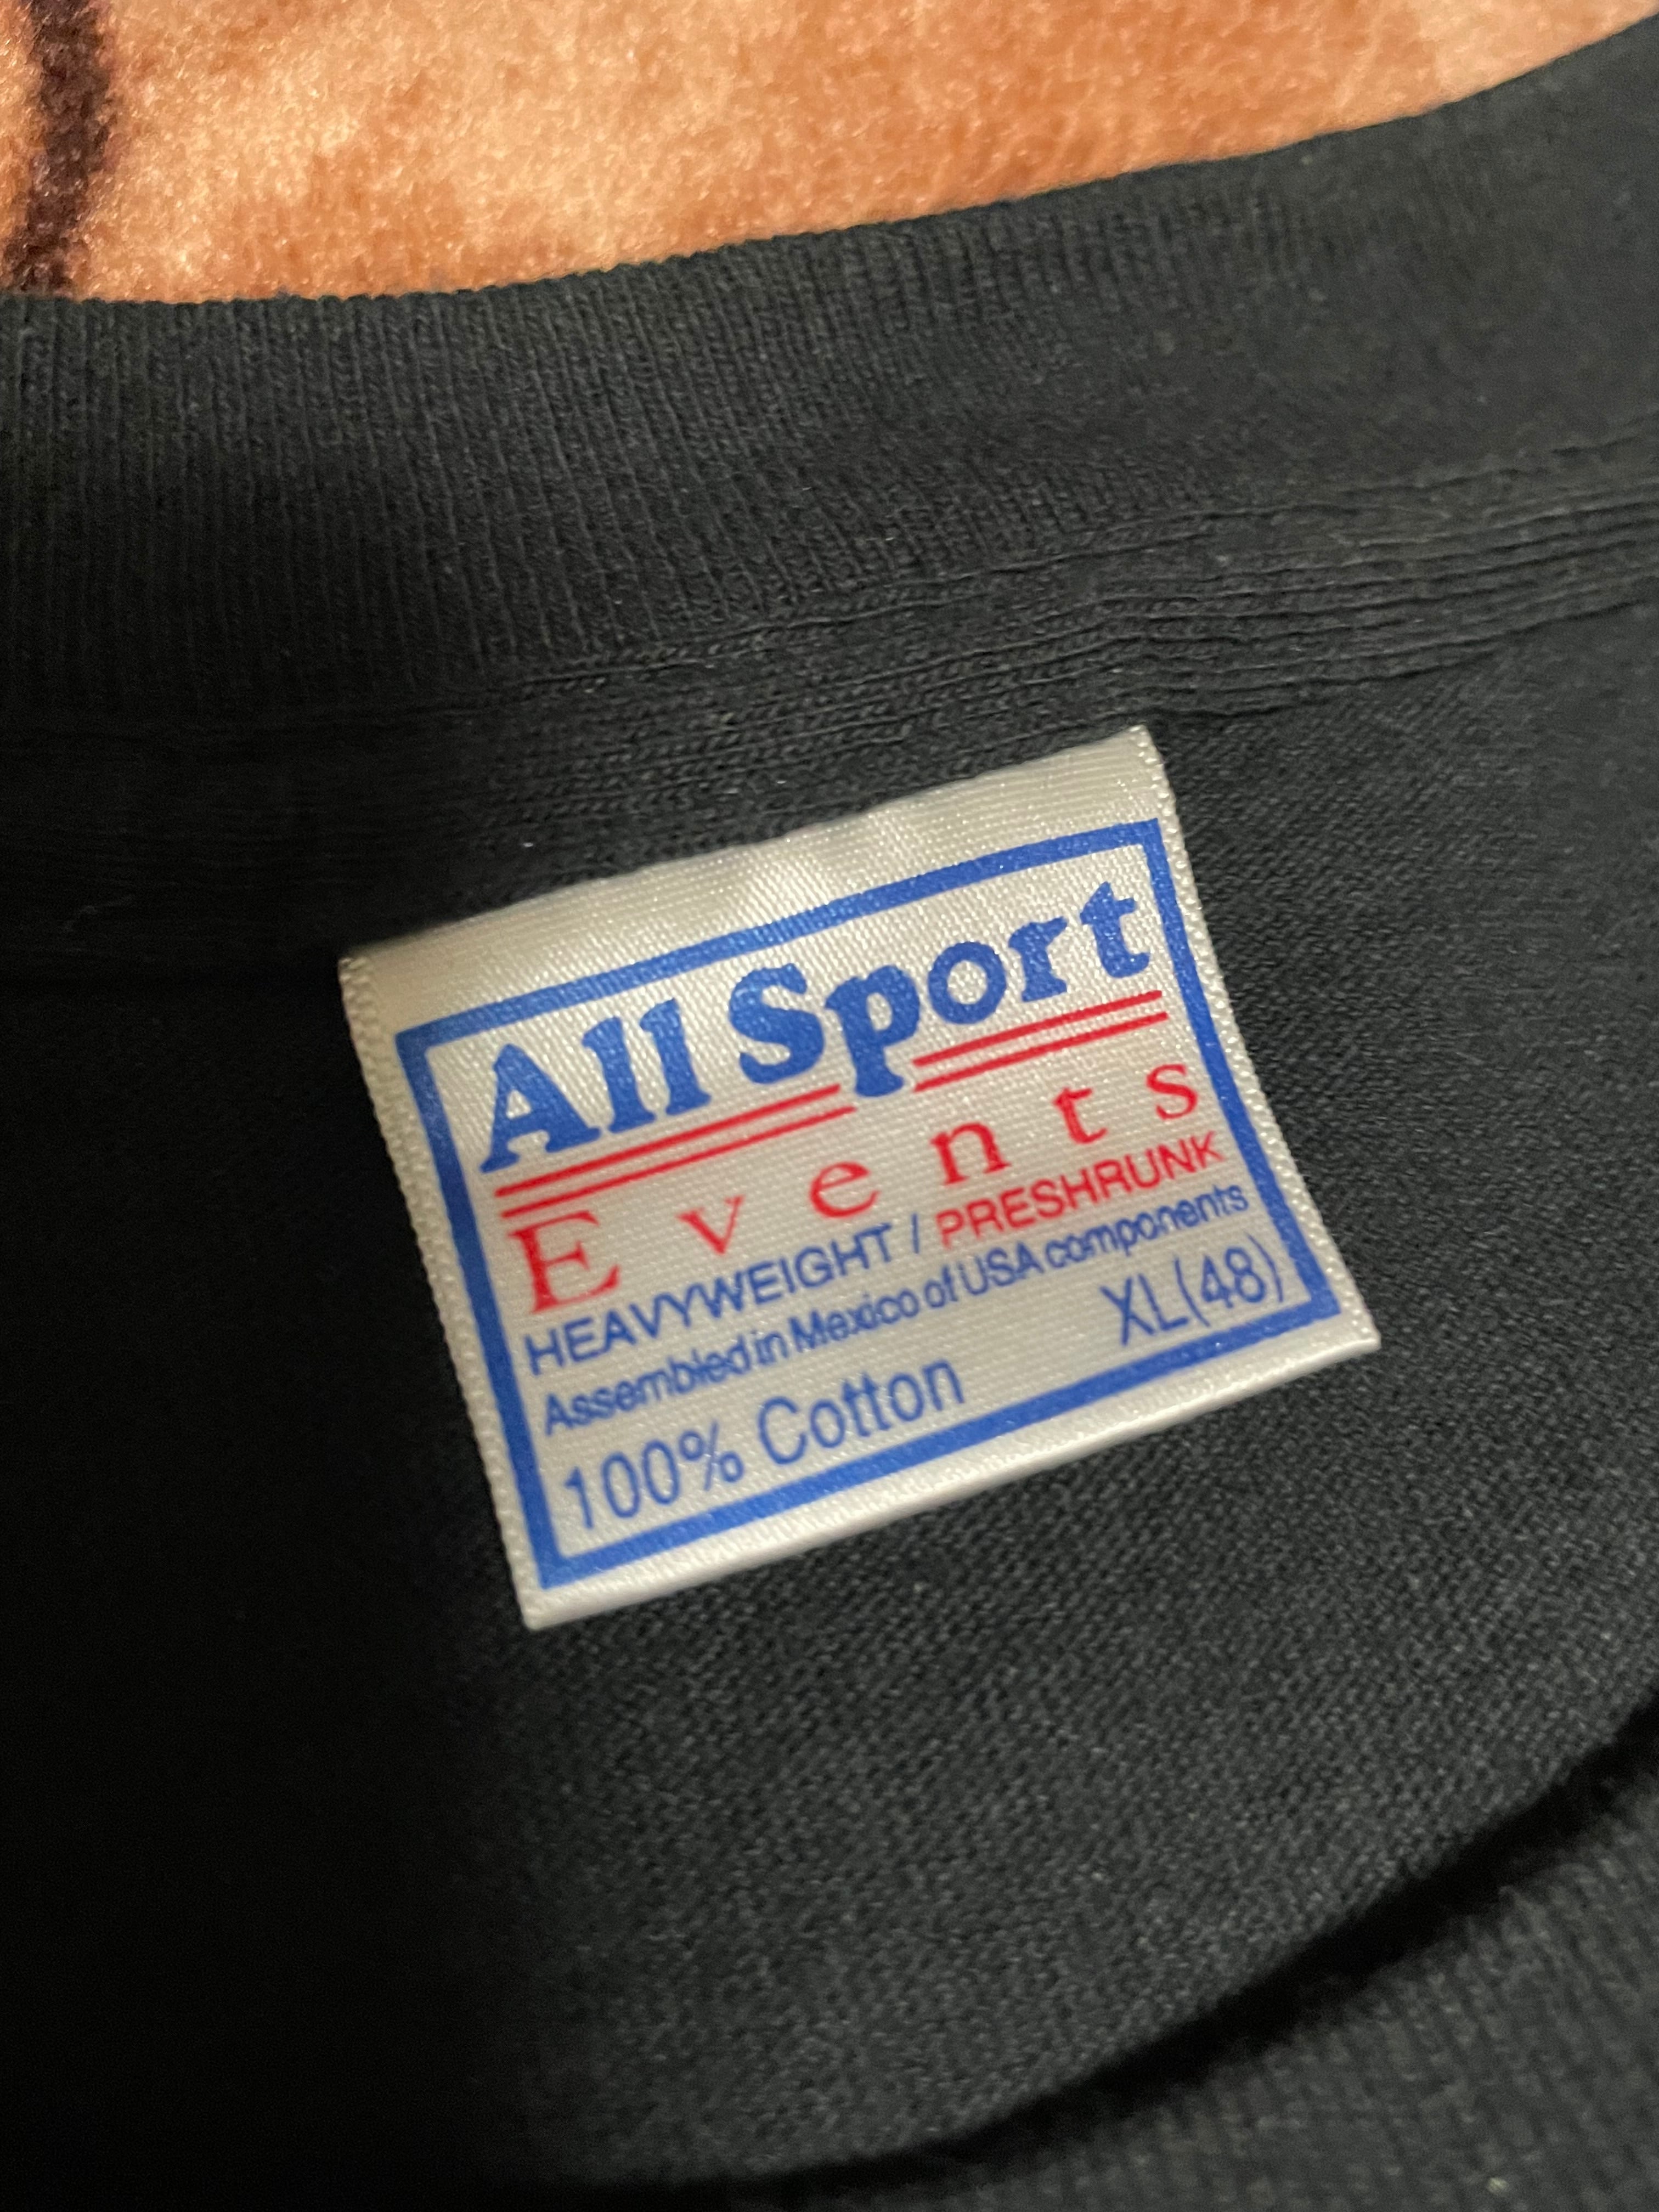 All Sport
Events
HEAVYWEIGHT / PRESHRUNK
Assembled in Mexico of USA components
XL(48)
100% Cotton